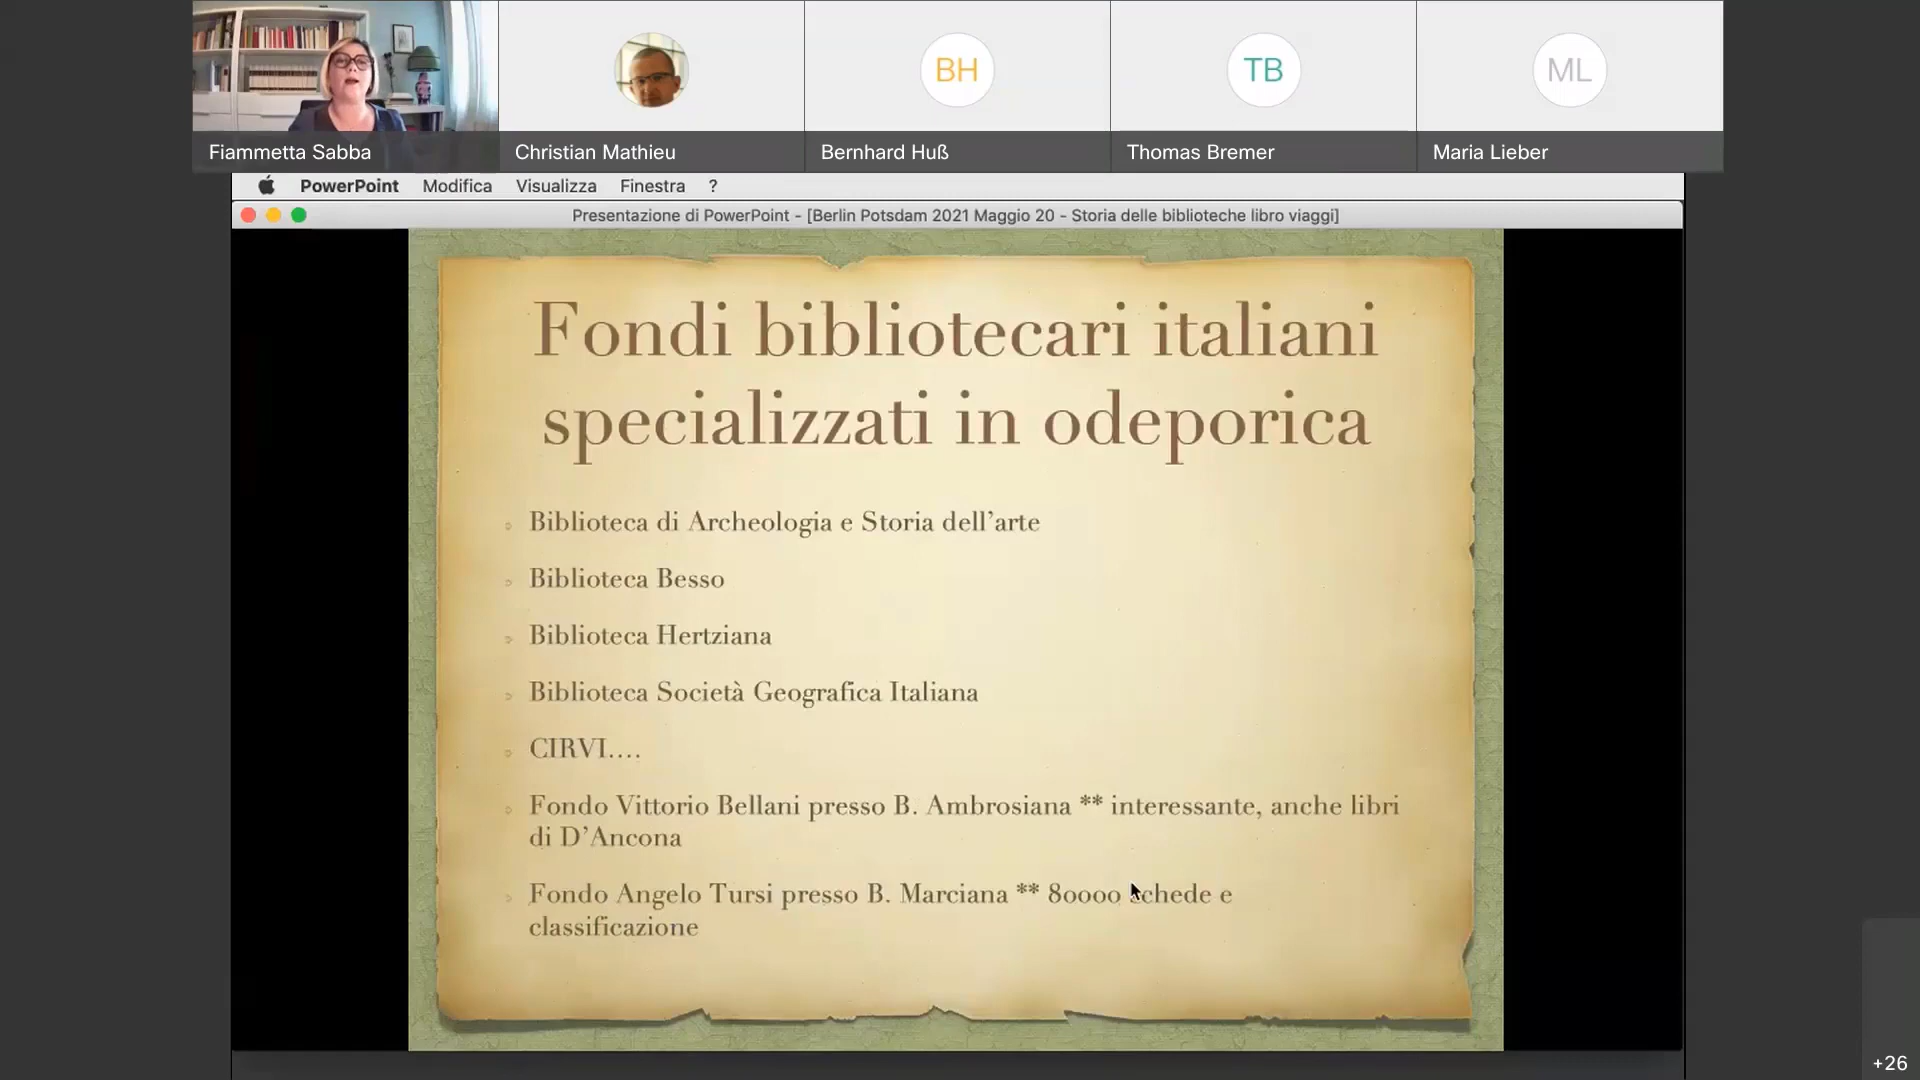 BH
TB
ML
Fiammetta Sabba
Christian Mathieu
Bernhard Huß
Thomas Bremer
Maria Lieber
PowerPoint Modifica Visualizza Finestra ?
Presentazione di PowerPoint - [Berlin Potsdam 2021 Maggio 20 - Storia delle biblioteche libro viaggi]
Fondi bibliotecari italiani
specializzati in odeporica
Biblioteca di Archeologia e Storia dell’arte
Biblioteca Besso
Biblioteca Hertziana
Biblioteca Società Geografica Italiana
CIRVI....
Fondo Vittorio Bellani presso B. Ambrosiana ** interessante, anche libri
di D’Ancona
Fondo Angelo Tursi presso B. Marciana ** 80000 schede e
classificazione
+26